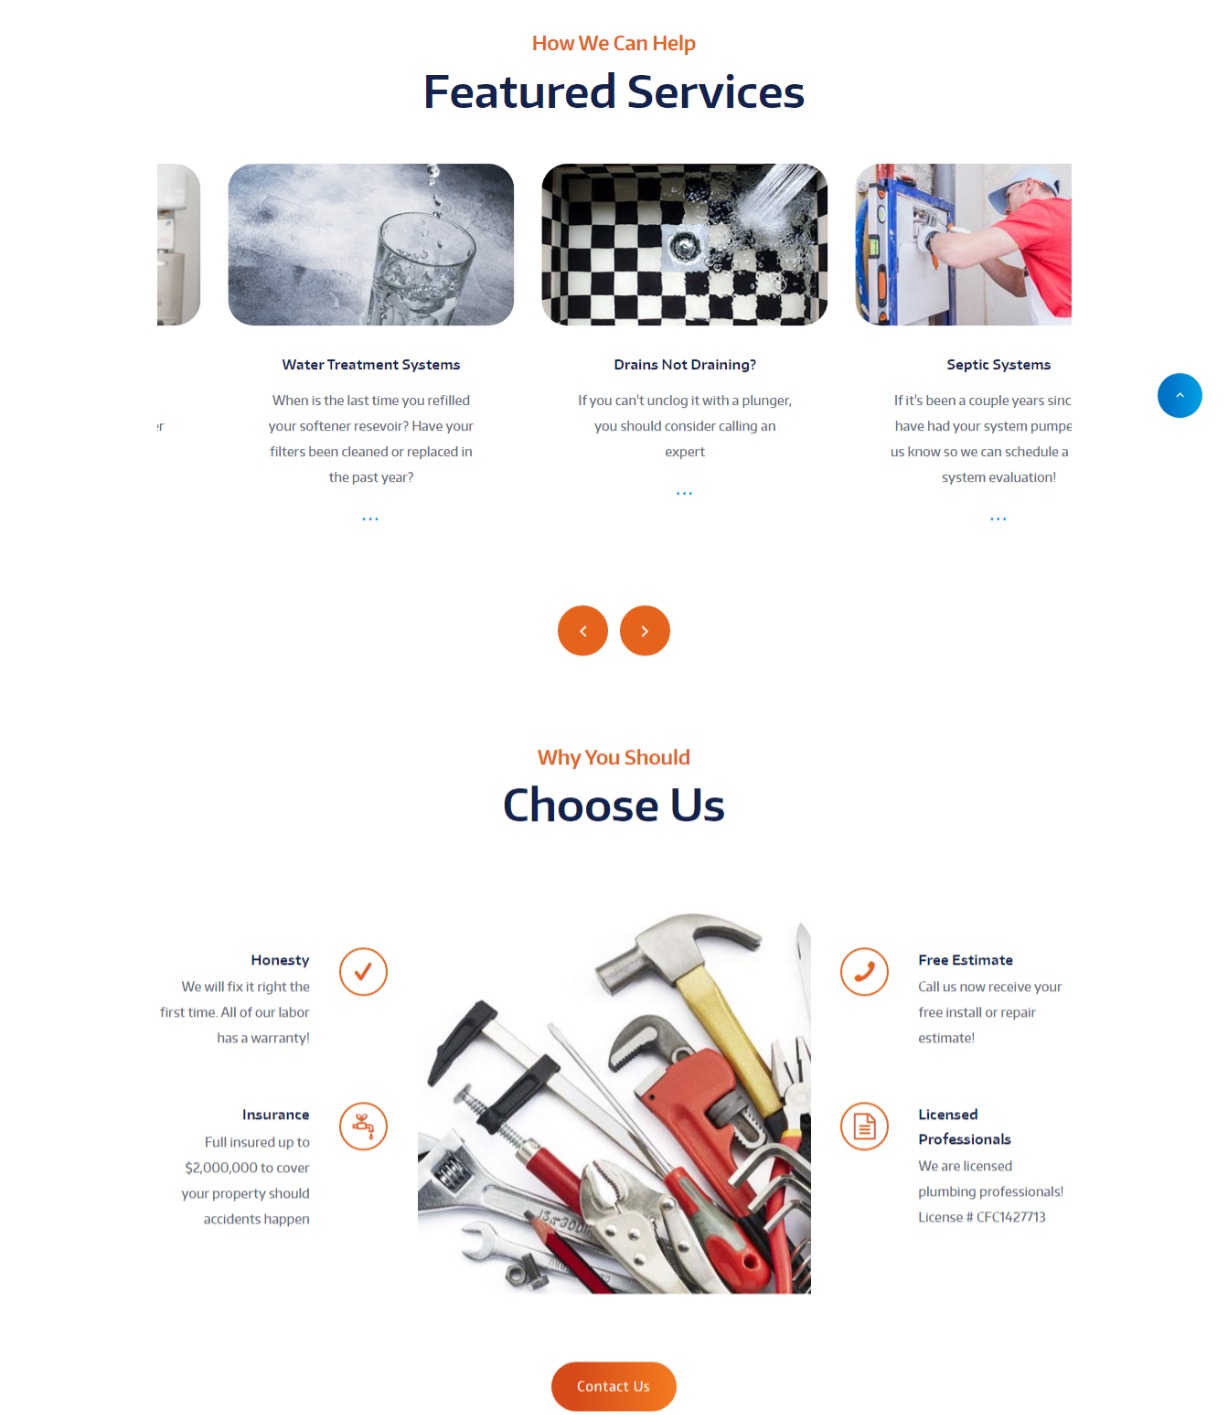 How We Can Help
Featured Services
Water Treatment Systems
When is the last time you refilled
your softener resevoir? Have your
filters been cleaned or replaced in
the past year?
...
Drains Not Draining?
If you can't unclog it with a plunger,
you should consider calling an
expert
...
Septic Systems
If it's been a couple years sinc
have had your system pumpe
us know so we can schedule a
system evaluation!
...
Why You Should
Choose Us
Honesty
We will fix it right the
first time. All of our labor
has a warranty!
Insurance
Full insured up to
$2,000,000 to cover
your property should
accidents happen
Free Estimate
Call us now receive your
free install or repair
estimate!
Licensed
Professionals
We are licensed
plumbing professionals!
License # CFC1427713
Contact Us